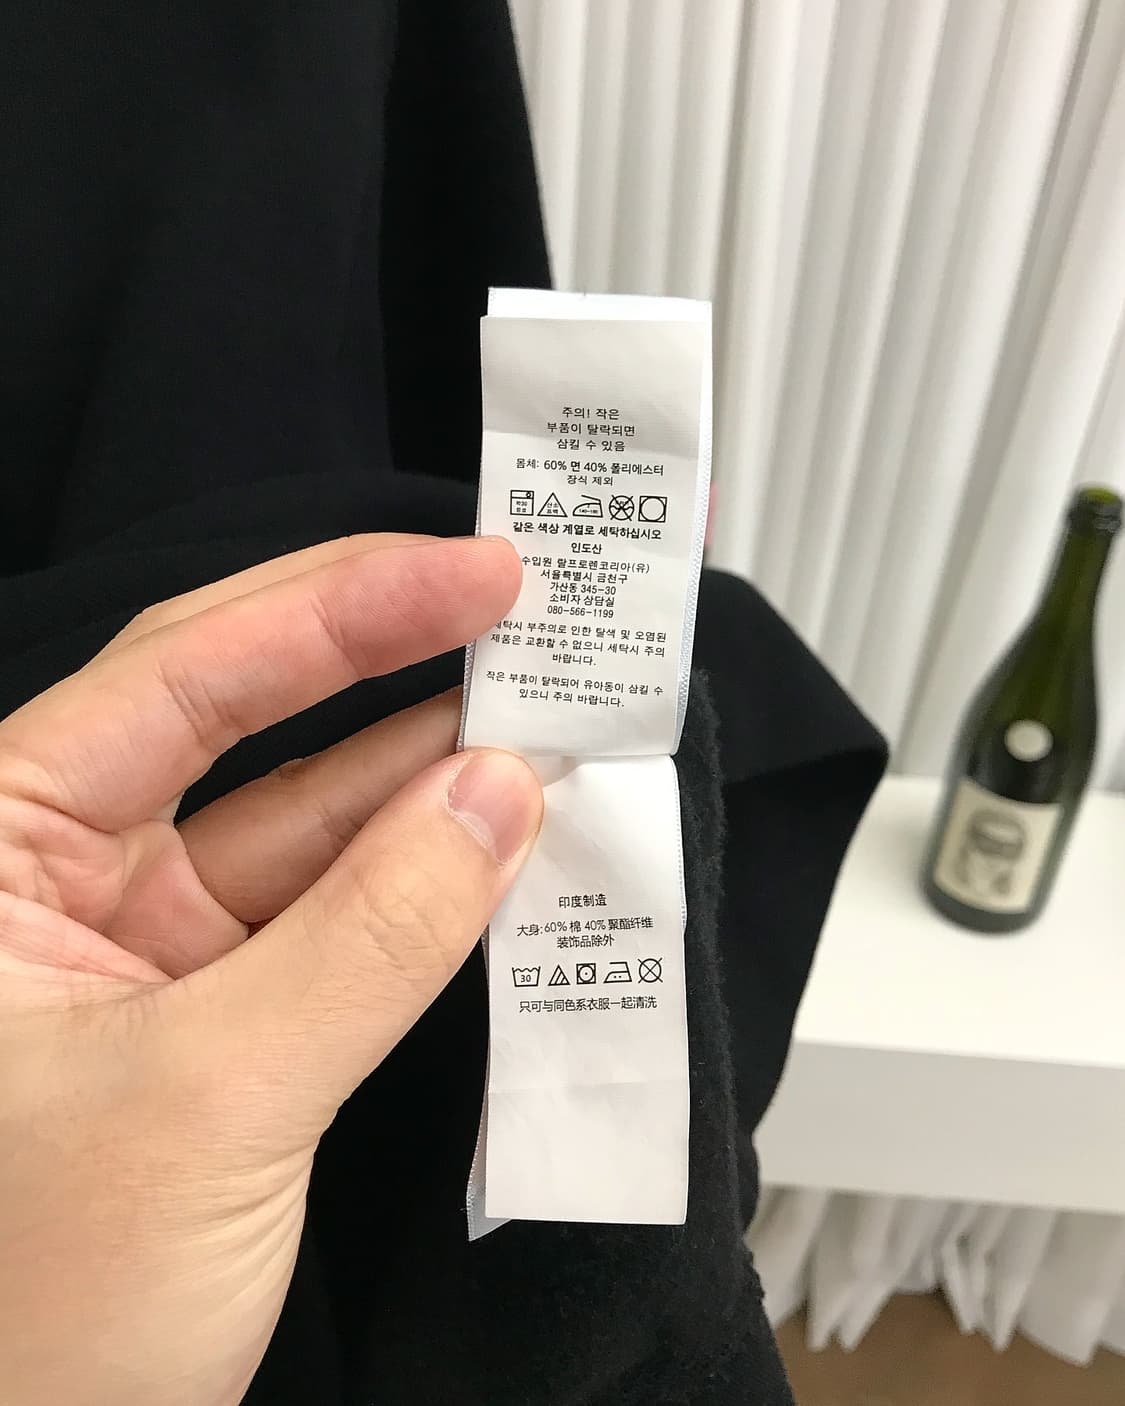 주의! 작은
부품이 탈락되면
삼킬 수 있음
몸체: 60% 면 40% 폴리에스터
장식 제외
같은 색상 계열로 세탁하십시오
인도산
수입원 랄프로렌코리아(유)
서울특별시 금천구
가산동 345-30
소비자 상담실
080-566-1199
세탁시 부주의로 인한 탈색 및 오염된
제품은 교환할 수 없으니 세탁시 주의
바랍니다.
작은 부품이 탈락되어 유아동이 삼킬 수
있으니 주의 바랍니다.
印度制造
大身:60% 棉 40% 聚酯纤维
装饰品除外
30
只可与同色系衣服一起清洗